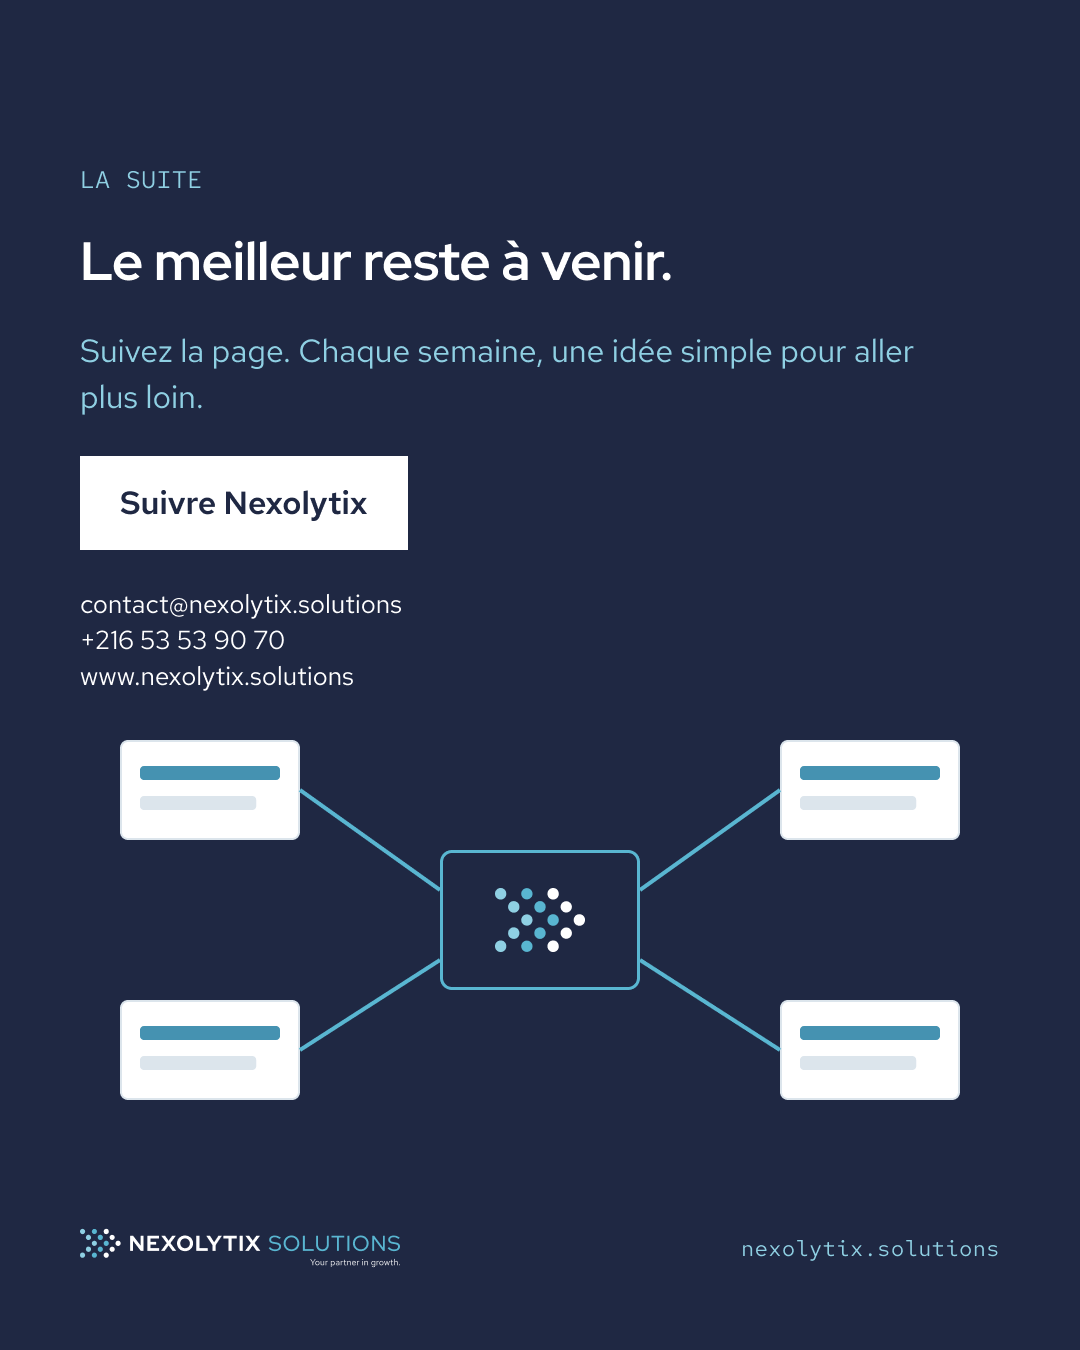 LA SUITE
Le meilleur reste à venir.
Suivez la page. Chaque semaine, une idée simple pour aller
plus loin.
Suivre Nexolytix
contact@nexolytix.solutions
+216 53 53 90 70
www.nexolytix.solutions
NEXOLYTIX SOLUTIONS
Your partner in growth.
nexolytix.solutions